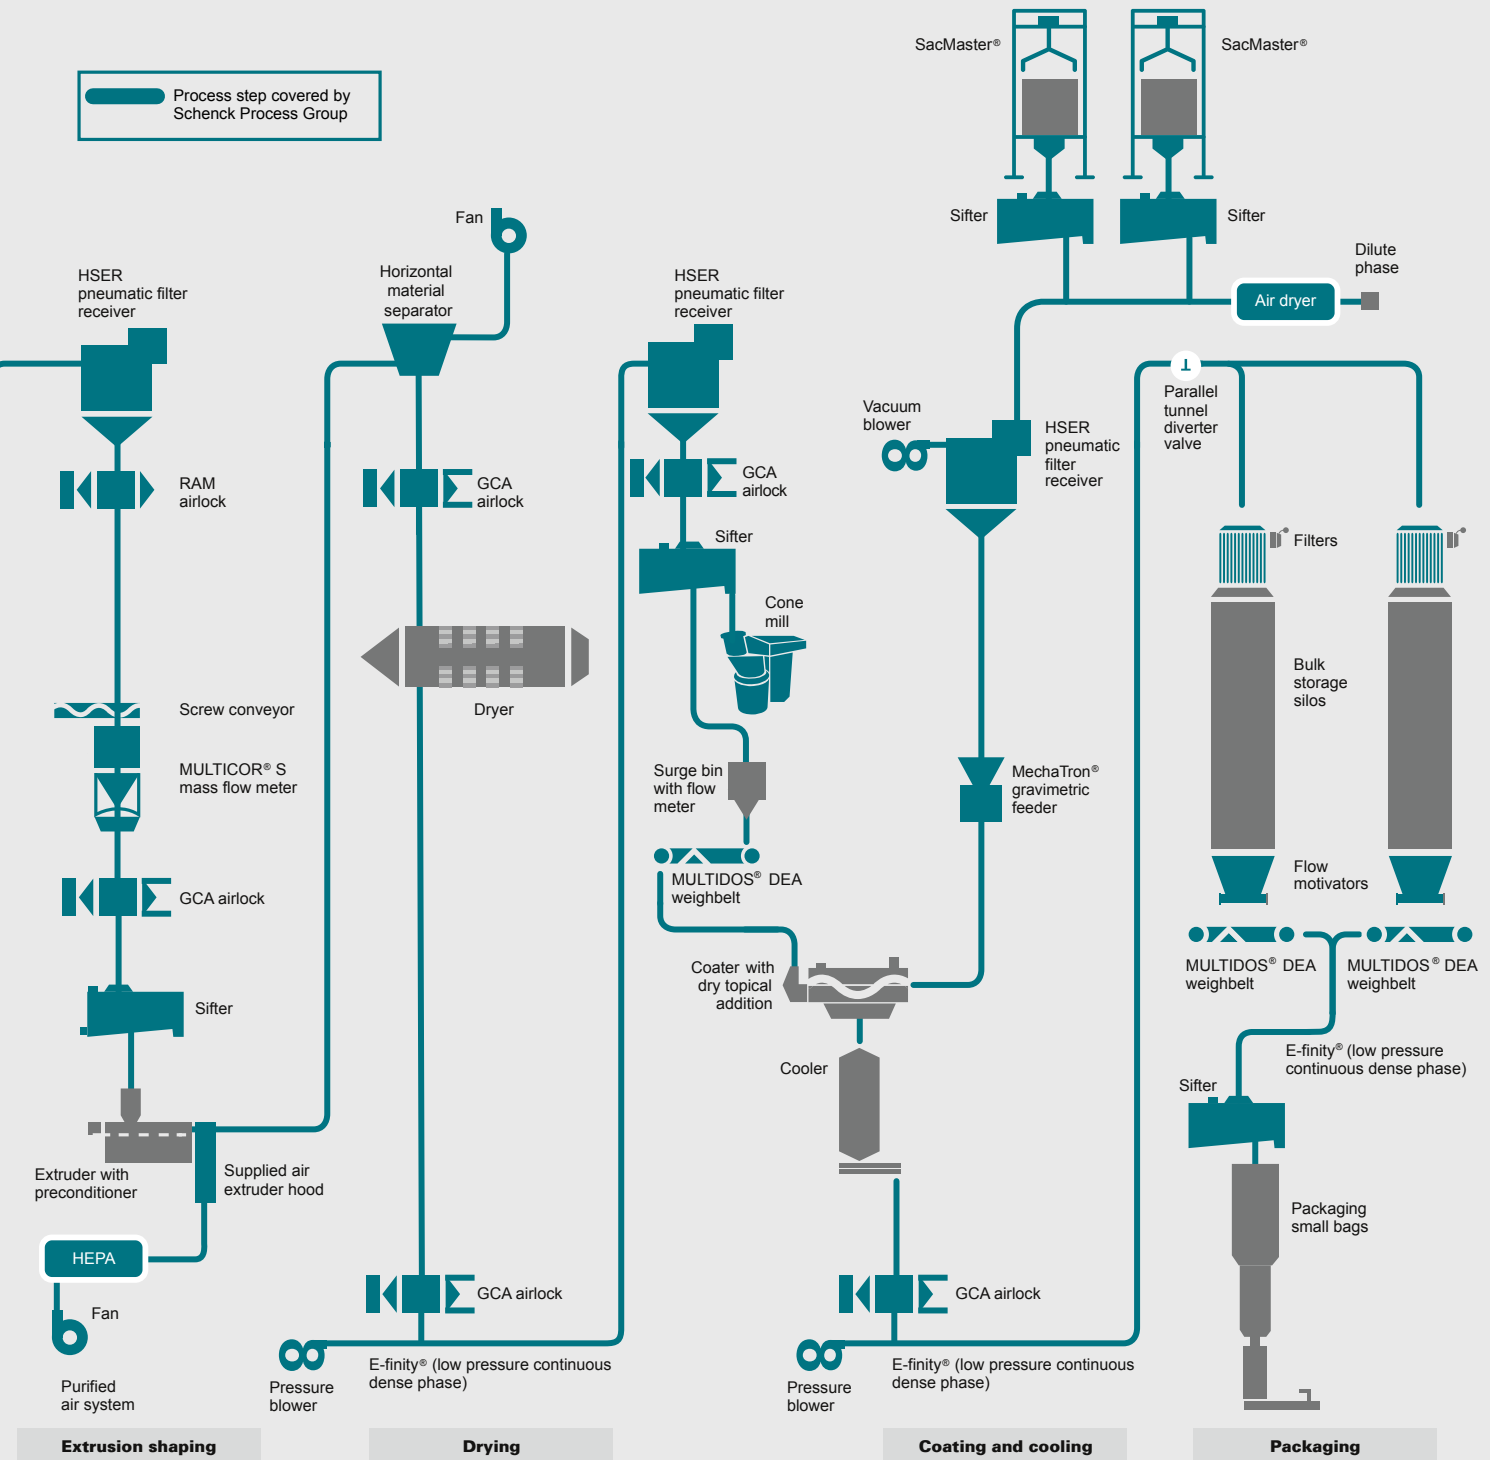 Process step covered by
Schenck Process Group
SacMaster®
SacMaster®
Sifter
Sifter
Dilute
phase
Air dryer
Fan
HSER
pneumatic filter
receiver
Horizontal
material
separator
HSER
pneumatic filter
receiver
Vacuum
blower
HSER
pneumatic
filter
receiver
Parallel
tunnel
diverter
valve
RAM
airlock
GCA
airlock
GCA
airlock
Sifter
Filters
Cone
mill
Bulk
storage
silos
Screw conveyor
Dryer
MULTICOR® S
mass flow meter
Surge bin
with flow
meter
MechaTron®
gravimetric
feeder
MULTIDOS® DEA
weighbelt
Flow
motivators
GCA airlock
MULTIDOS® DEA
weighbelt
MULTIDOS® DEA
weighbelt
Coater with
dry topical
addition
Sifter
Cooler
E-finity® (low pressure
continuous dense phase)
Sifter
Extruder with
preconditioner
Supplied air
extruder hood
Packaging
small bags
HEPA
Fan
GCA airlock
GCA airlock
Purified
air system
Pressure
blower
E-finity® (low pressure continuous
dense phase)
Pressure
blower
E-finity® (low pressure continuous
dense phase)
Extrusion shaping
Drying
Coating and cooling
Packaging